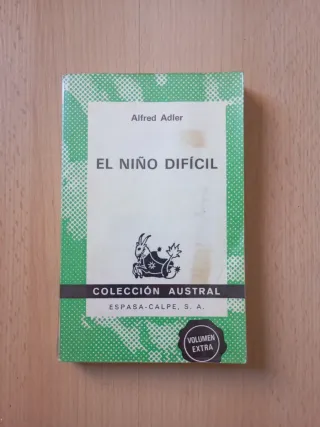 Alfred Adler
EL NIÑO DIFÍCIL
COLECCIÓN AUSTRAL
ESPASA-CALPE, S. A.
VOLUMEN
EXTRA